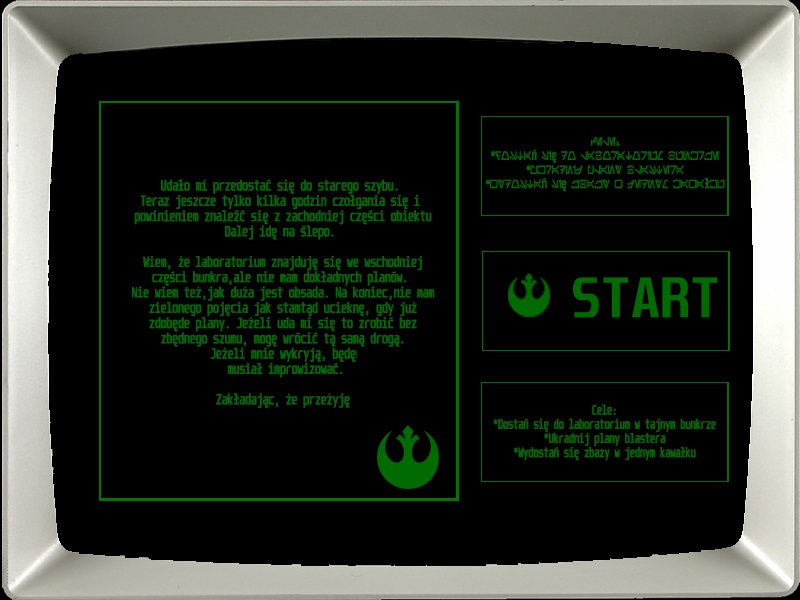 Udało mi przedostać się do starego szybu.
Teraz jeszcze tylko kilka godzin czołgania się i
powinieniem znaleźć się z zachodniej części obiektu
Dalej idę na ślepo.
Wiem, że laboratorium znajduję się we wschodniej
części bunkra,ale nie mam dokładnych planów.
Nie wiem też,jak duża jest obsada. Na koniec,nie mam
zielonego pojęcia jak stamtąd ucieknę, gdy już
zdobęde plany. Jeżeli uda mi się to zrobić bez
zbędnego szumu, mogę wrócić tą samą drogą.
Jeżeli mnie wykryją, będę
musiał improwizować.
Zakładając, że przeżyję
START
Cele:
*Dostań się do laboratorium w tajnym bunkrze
*Ukradnij plany blastera
*Wydostań się zbazy w jednym kawałku